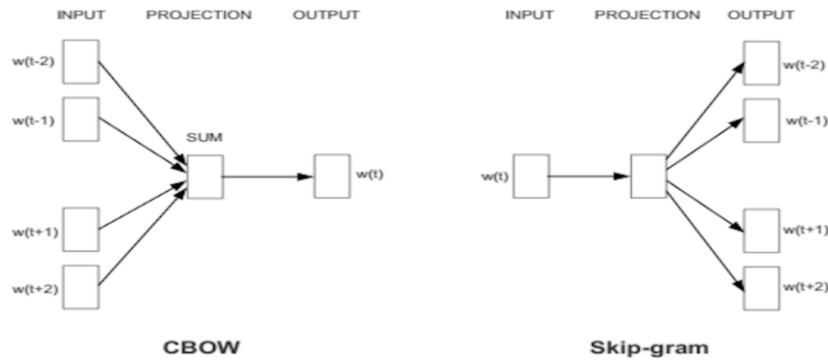 INPUT PROJECTION OUTPUT
w(t-2)
w(t-1)
SUM
w(t)
w(t+1)
w(t+2)
CBOW
INPUT PROJECTION OUTPUT
w(t-2)
w(t-1)
w(t)
w(t+1)
w(t+2)
Skip-gram